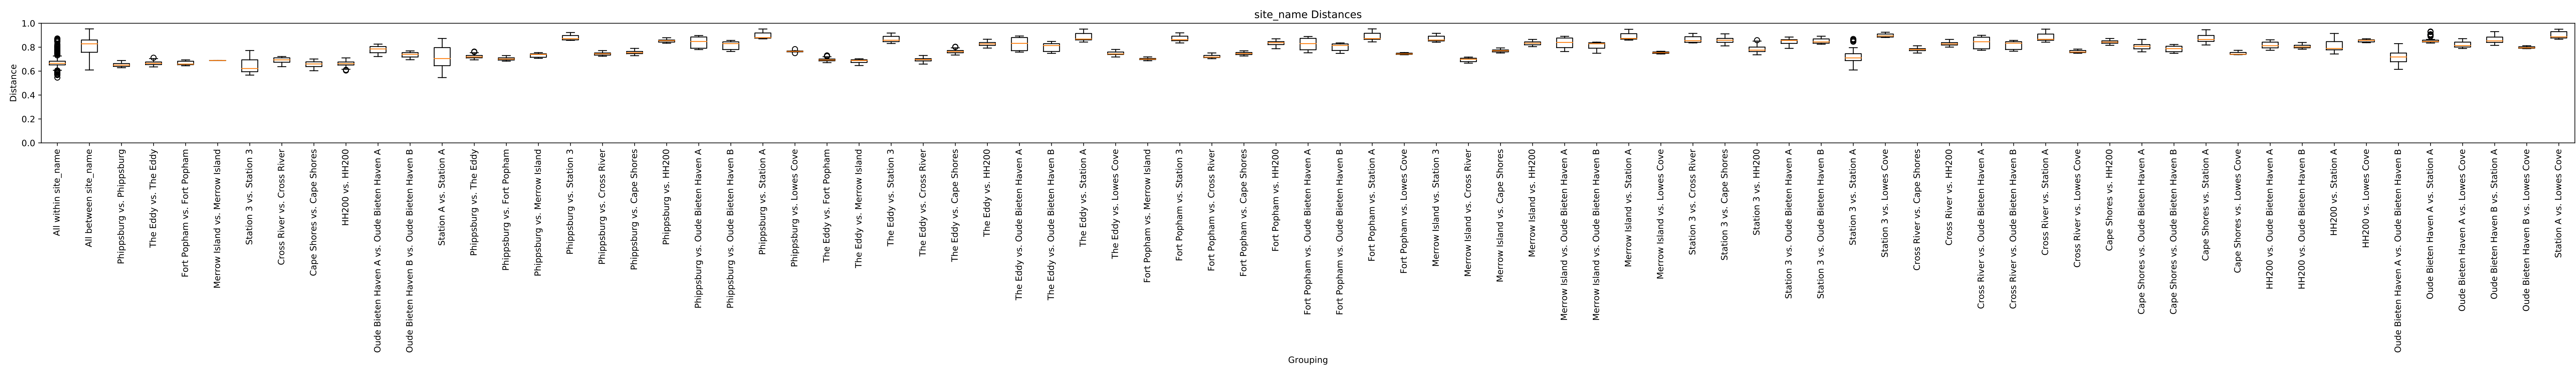 site_name Distances
1.0
0.8
0.6
0.4
0.2
0.0
Distance
All within site_name
All between site_name
Phippsburg vs. Phippsburg
The Eddy vs. The Eddy
Fort Popham vs. Fort Popham
Merrow Island vs. Merrow Island
Station 3 vs. Station 3
Cross River vs. Cross River
Cape Shores vs. Cape Shores
HH200 vs. HH200
Oude Bieten Haven A vs. Oude Bieten Haven A
Oude Bieten Haven B vs. Oude Bieten Haven B
Station A vs. Station A
Phippsburg vs. The Eddy
Phippsburg vs. Fort Popham
Phippsburg vs. Merrow Island
Phippsburg vs. Station 3
Phippsburg vs. Cross River
Phippsburg vs. Cape Shores
Phippsburg vs. HH200
Phippsburg vs. Oude Bieten Haven A
Phippsburg vs. Oude Bieten Haven B
Phippsburg vs. Station A
Phippsburg vs. Lowes Cove
The Eddy vs. Fort Popham
The Eddy vs. Merrow Island
The Eddy vs. Station 3
The Eddy vs. Cross River
The Eddy vs. Cape Shores
The Eddy vs. HH200
The Eddy vs. Oude Bieten Haven A
The Eddy vs. Oude Bieten Haven B
The Eddy vs. Station A
The Eddy vs. Lowes Cove
Fort Popham vs. Merrow Island
Fort Popham vs. Station 3
Fort Popham vs. Cross River
Fort Popham vs. Cape Shores
Fort Popham vs. HH200
Fort Popham vs. Oude Bieten Haven A
Fort Popham vs. Oude Bieten Haven B
Fort Popham vs. Station A
Fort Popham vs. Lowes Cove
Merrow Island vs. Station 3
Merrow Island vs. Cross River
Merrow Island vs. Cape Shores
Merrow Island vs. HH200
Merrow Island vs. Oude Bieten Haven A
Merrow Island vs. Oude Bieten Haven B
Merrow Island vs. Station A
Merrow Island vs. Lowes Cove
Station 3 vs. Cross River
Station 3 vs. Cape Shores
Station 3 vs. HH200
Station 3 vs. Oude Bieten Haven A
Station 3 vs. Oude Bieten Haven B
Station 3 vs. Station A
Station 3 vs. Lowes Cove
Cross River vs. Cape Shores
Cross River vs. HH200
Cross River vs. Oude Bieten Haven A
Cross River vs. Oude Bieten Haven B
Cross River vs. Station A
Cross River vs. Lowes Cove
Cape Shores vs. HH200
Cape Shores vs. Oude Bieten Haven A
Cape Shores vs. Oude Bieten Haven B
Cape Shores vs. Station A
Cape Shores vs. Lowes Cove
HH200 vs. Oude Bieten Haven A
HH200 vs. Oude Bieten Haven B
HH200 vs. Station A
HH200 vs. Lowes Cove
Oude Bieten Haven A vs. Oude Bieten Haven B
Oude Bieten Haven A vs. Station A
Oude Bieten Haven A vs. Lowes Cove
Oude Bieten Haven B vs. Station A
Oude Bieten Haven B vs. Lowes Cove
Station A vs. Lowes Cove
Grouping